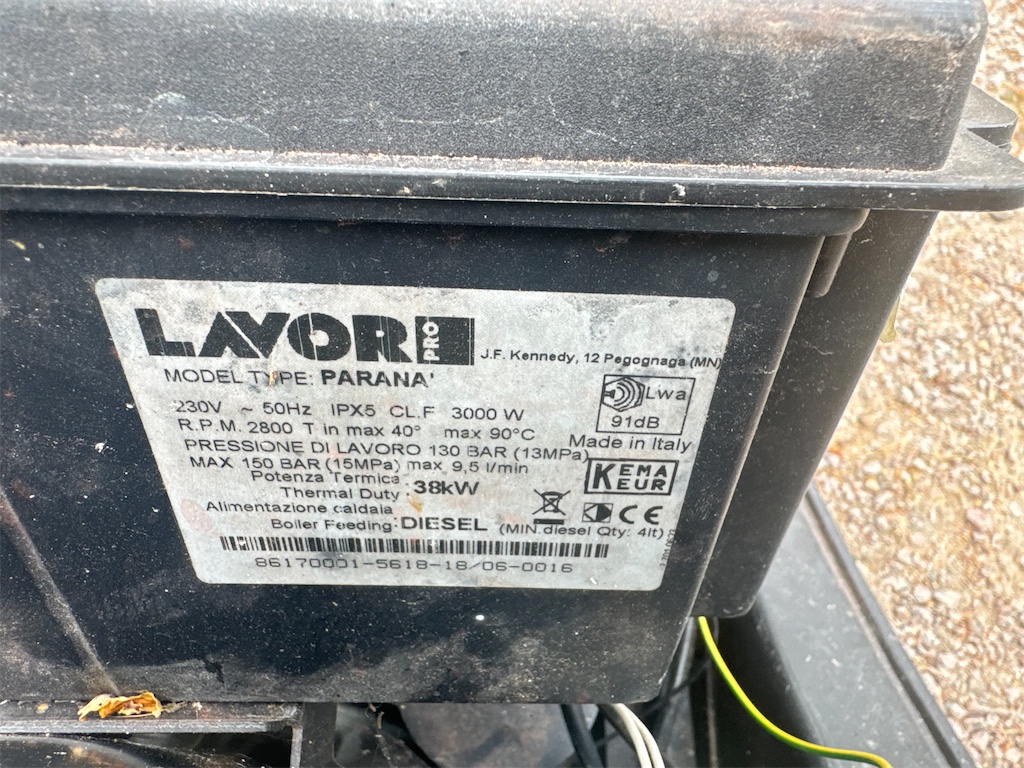 LAVOR PRO
J.F. Kennedy, 12 Pegognaga (MN)
MODEL TYPE: PARANA'
230V ~ 50Hz IPX5 CL.F 3000 W
R.P.M. 2800 T in max 40° max 90°C
PRESSIONE DI LAVORO 130 BAR (13MPa)
MAX 150 BAR (15MPa) max 9,5 l/min
Potenza Termica :
Thermal Duty : 38kW
Alimentazione caldaia
Boiler Feeding: DIESEL (MIN.diesel Qty: 4lt)
86170001-5618-18/06-0016
Lwa
91dB
Made in Italy
KEMA
KEUR
CE